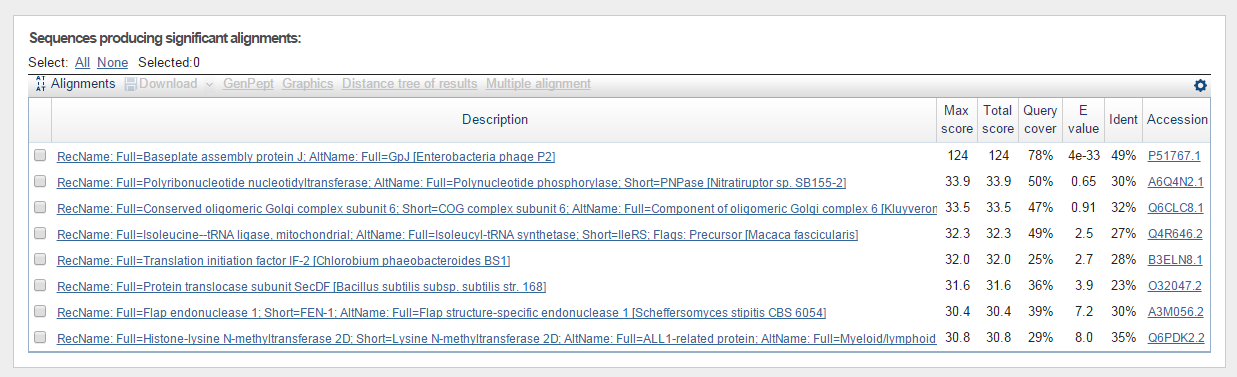 Sequences producing significant alignments:
Select: All None Selected:0
Alignments Download GenPept Graphics Distance tree of results Multiple alignment
Description Max score Total score Query cover E value Ident Accession
RecName: Full=Baseplate assembly protein J; AltName: Full=GpJ [Enterobacteria phage P2] 124 124 78% 4e-33 49% P51767.1
RecName: Full=Polyribonucleotide nucleotidyltransferase; AltName: Full=Polynucleotide phosphorylase; Short=PNPase [Nitratiruptor sp. SB155-2] 33.9 33.9 50% 0.65 30% A6Q4N2.1
RecName: Full=Conserved oligomeric Golgi complex subunit 6; Short=COG complex subunit 6; AltName: Full=Component of oligomeric Golgi complex 6 [Kluyveron 33.5 33.5 47% 0.91 32% Q6CLC8.1
RecName: Full=Isoleucine--tRNA ligase, mitochondrial; AltName: Full=Isoleucyl-tRNA synthetase; Short=IleRS; Flags: Precursor [Macaca fascicularis] 32.3 32.3 49% 2.5 27% Q4R646.2
RecName: Full=Translation initiation factor IF-2 [Chlorobium phaeobacteroides BS1] 32.0 32.0 25% 2.7 28% B3ELN8.1
RecName: Full=Protein translocase subunit SecDF [Bacillus subtilis subsp. subtilis str. 168] 31.6 31.6 36% 3.9 23% O32047.2
RecName: Full=Flap endonuclease 1; Short=FEN-1; AltName: Full=Flap structure-specific endonuclease 1 [Scheffersomyces stipitis CBS 6054] 30.4 30.4 39% 7.2 30% A3M056.2
RecName: Full=Histone-lysine N-methyltransferase 2D; Short=Lysine N-methyltransferase 2D; AltName: Full=ALL1-related protein; AltName: Full=Myeloid/lymphoid 30.8 30.8 29% 8.0 35% Q6PDK2.2